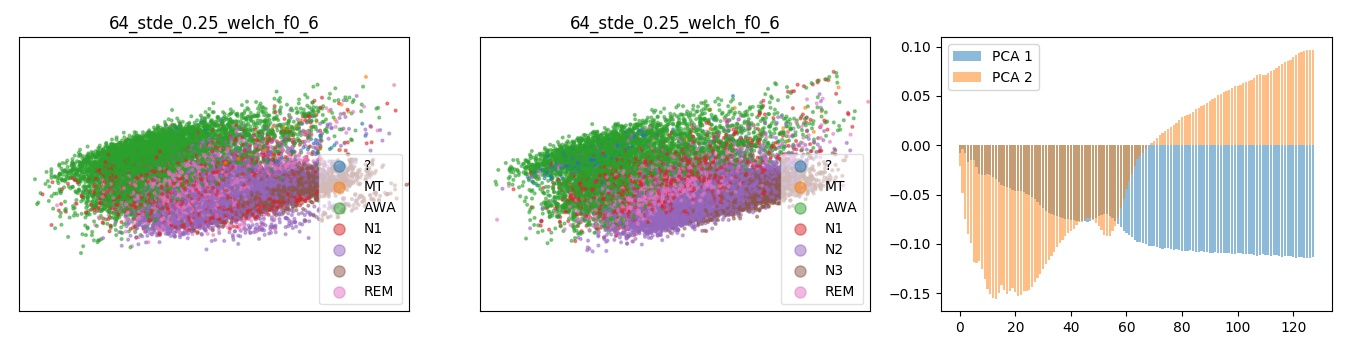 64_stde_0.25_welch_f0_6
?
MT
AWA
N1
N2
N3
REM
64_stde_0.25_welch_f0_6
?
MT
AWA
N1
N2
N3
REM
PCA 1
PCA 2
0.10
0.05
0.00
−0.05
−0.10
−0.15
0 20 40 60 80 100 120